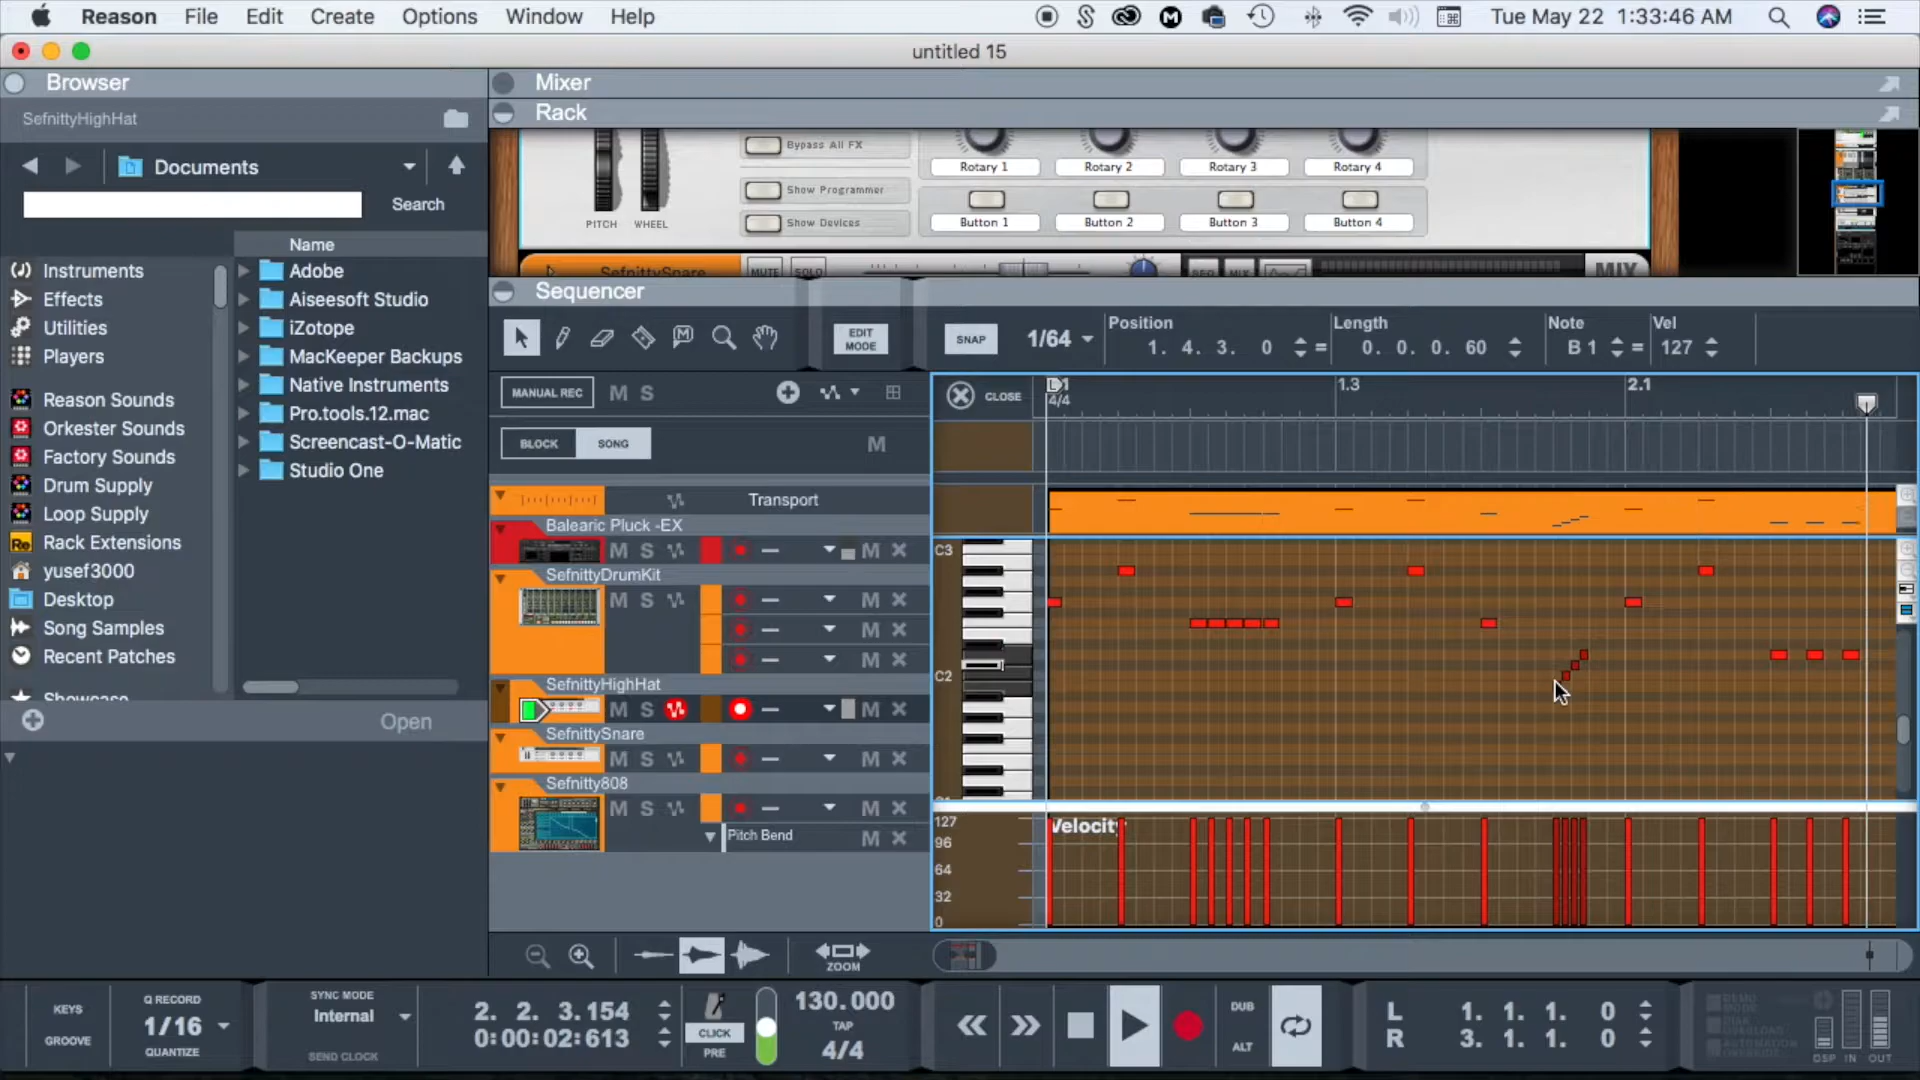 Reason File Edit Create Options Window Help
Tue May 22 1:33:46 AM
untitled 15
Browser
SefnittyHighHat
Documents
Search
Name
Instruments
Effects
Utilities
Players
Reason Sounds
Orkester Sounds
Factory Sounds
Drum Supply
Loop Supply
Rack Extensions
yusef3000
Desktop
Song Samples
Recent Patches
Showcase
Adobe
Aiseesoft Studio
iZotope
MacKeeper Backups
Native Instruments
Pro.tools.12.mac
Screencast-O-Matic
Studio One
Open
Mixer
Rack
Bypass All FX
Show Programmer
Show Devices
PITCH WHEEL
Rotary 1 Rotary 2 Rotary 3 Rotary 4
Button 1 Button 2 Button 3 Button 4
SefnittySnare MUTE SOLO SEQ MIX MIX
Sequencer
EDIT MODE
SNAP 1/64
Position
1. 4. 3. 0
Length
0. 0. 0. 60
Note
B 1
Vel
127
MANUAL REC M S
BLOCK SONG M
Transport
Balearic Pluck -EX
M S M
SefnittyDrumKit
M S M
M
M
SefnittyHighHat
M S M
SefnittySnare
M S M
Sefnitty808
M S M
Pitch Bend M
CLOSE
L 1 1.3 2.1
4/4
C3
C2
C1
Velocity
127
96
64
32
0
ZOOM
KEYS
GROOVE
Q RECORD
1/16
QUANTIZE
SYNC MODE
Internal
SEND CLOCK
2. 2. 3.154
0:00:02:613
CLICK
PRE
130.000
TAP
4/4
DUB
ALT
L 1. 1. 1. 0
R 3. 1. 1. 0
DSP IN OUT